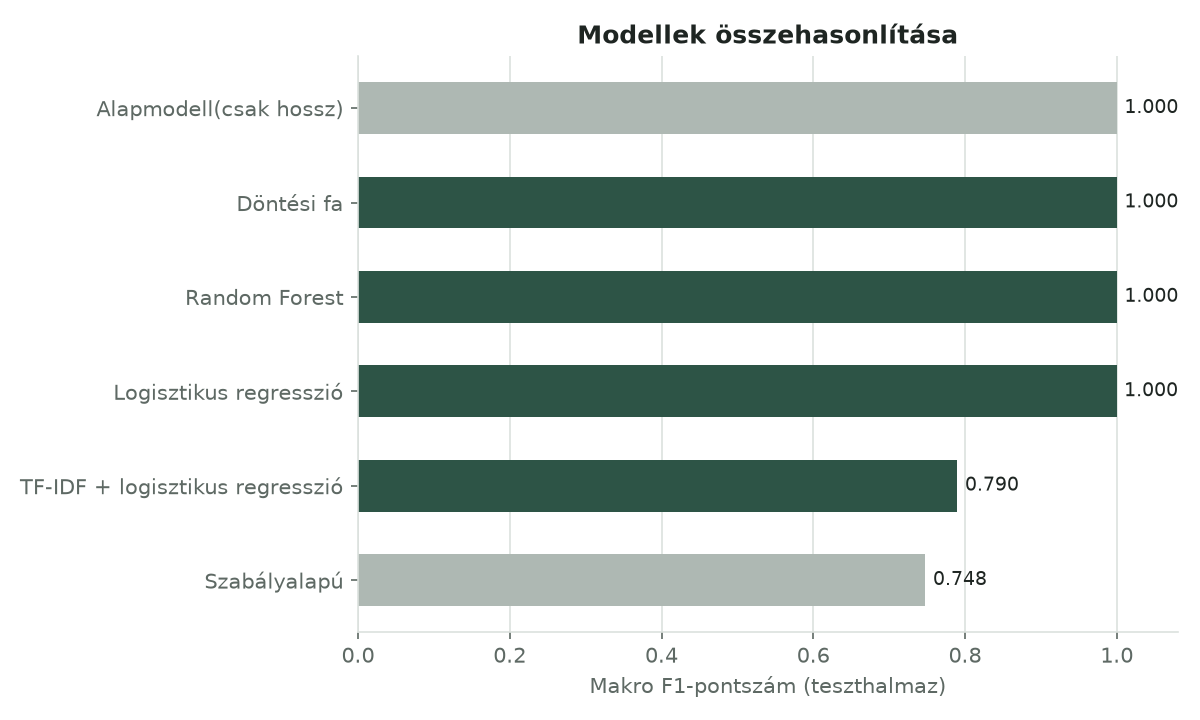 Modellek összehasonlítása
Alapmodell(csak hossz)
1.000
Döntési fa
1.000
Random Forest
1.000
Logisztikus regresszió
1.000
TF-IDF + logisztikus regresszió
0.790
Szabályalapú
0.748
0.0 0.2 0.4 0.6 0.8 1.0
Makro F1-pontszám (teszthalmaz)